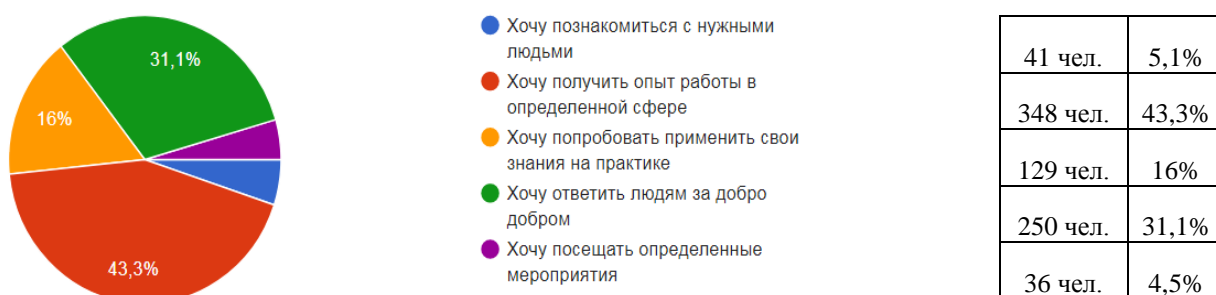 31,1%
16%
43,3%
Хочу познакомиться с нужными
людьми
Хочу получить опыт работы в
определенной сфере
Хочу попробовать применить свои
знания на практике
Хочу ответить людям за добро
добром
Хочу посещать определенные
мероприятия
41 чел. 5,1%
348 чел. 43,3%
129 чел. 16%
250 чел. 31,1%
36 чел. 4,5%